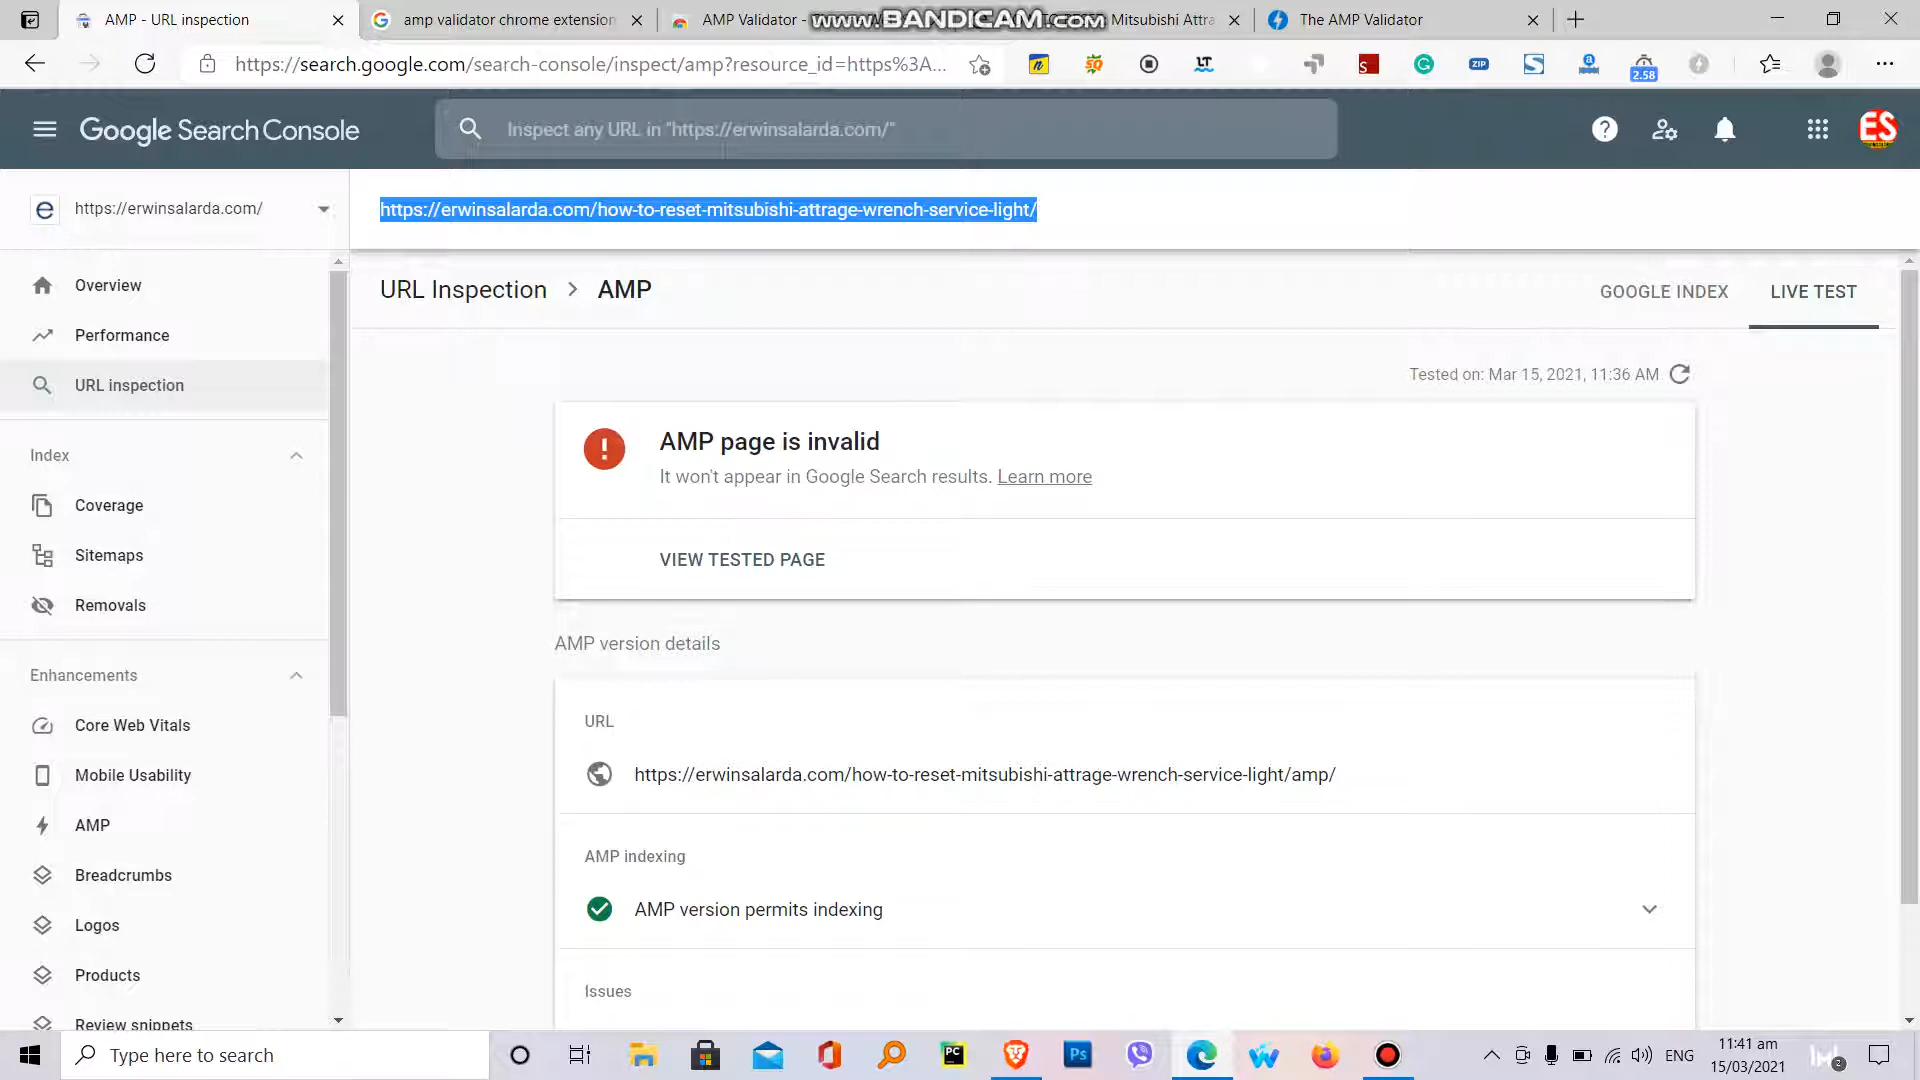 AMP - URL inspection
amp validator chrome extension
AMP Validator -
www.BANDICAM.com
Mitsubishi Attra
The AMP Validator
https://search.google.com/search-console/inspect/amp?resource_id=https%3A...
n
SQ
LT
S
G
ZIP
S
a
2.58
Google Search Console
Inspect any URL in "https://erwinsalarda.com/"
?
ES
e
https://erwinsalarda.com/
https://erwinsalarda.com/how-to-reset-mitsubishi-attrage-wrench-service-light/
Overview
Performance
URL inspection
Index
Coverage
Sitemaps
Removals
Enhancements
Core Web Vitals
Mobile Usability
AMP
Breadcrumbs
Logos
Products
Review snippets
URL Inspection > AMP
GOOGLE INDEX
LIVE TEST
Tested on: Mar 15, 2021, 11:36 AM
AMP page is invalid
It won't appear in Google Search results. Learn more
VIEW TESTED PAGE
AMP version details
URL
https://erwinsalarda.com/how-to-reset-mitsubishi-attrage-wrench-service-light/amp/
AMP indexing
AMP version permits indexing
Issues
Type here to search
PC
Ps
ENG
11:41 am
15/03/2021
2